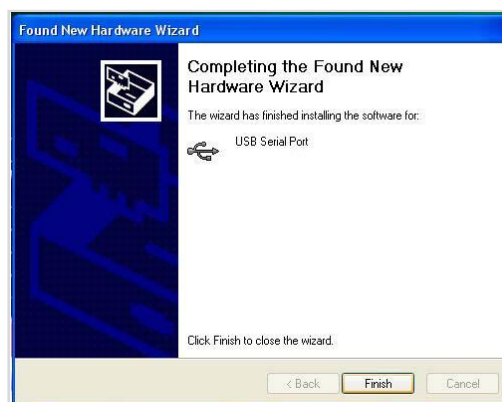 Found New Hardware Wizard
Completing the Found New
Hardware Wizard
The wizard has finished installing the software for:
USB Serial Port
Click Finish to close the wizard.
< Back
Finish
Cancel